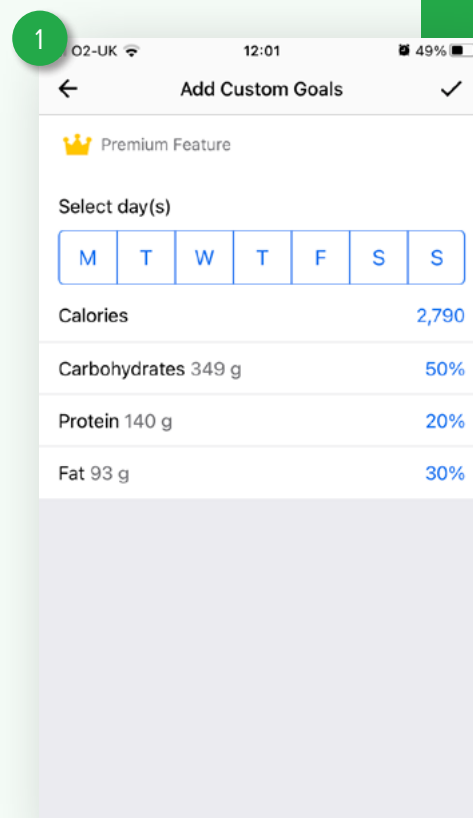 1
O2-UK 12:01 49%
Add Custom Goals
Premium Feature
Select day(s)
M T W T F S S
Calories 2,790
Carbohydrates 349 g 50%
Protein 140 g 20%
Fat 93 g 30%